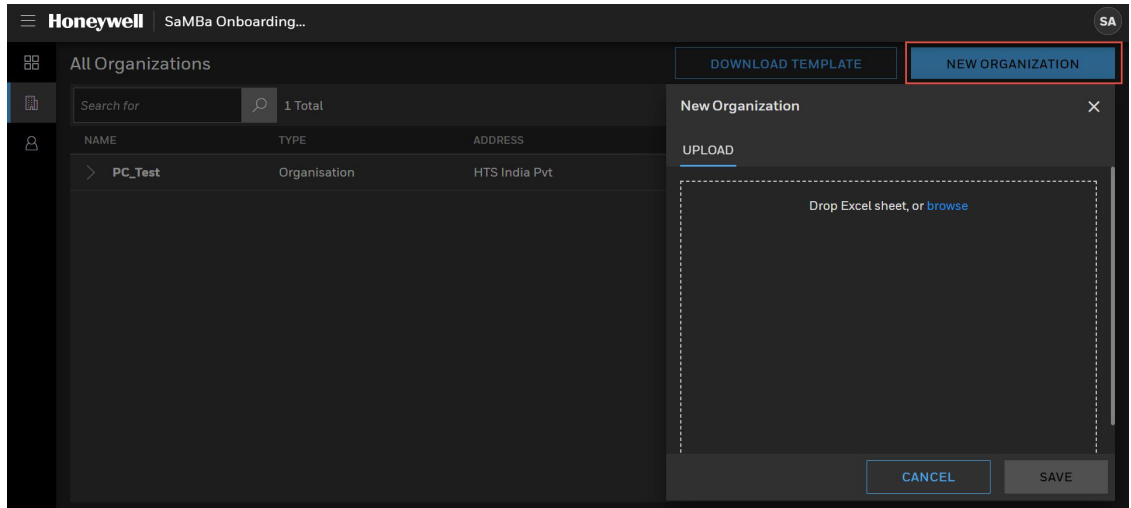 Honeywell SaMBa Onboarding... SA
All Organizations DOWNLOAD TEMPLATE NEW ORGANIZATION
Search for 1 Total
NAME TYPE ADDRESS
PC_Test Organisation HTS India Pvt
New Organization
UPLOAD
Drop Excel sheet, or browse
CANCEL SAVE